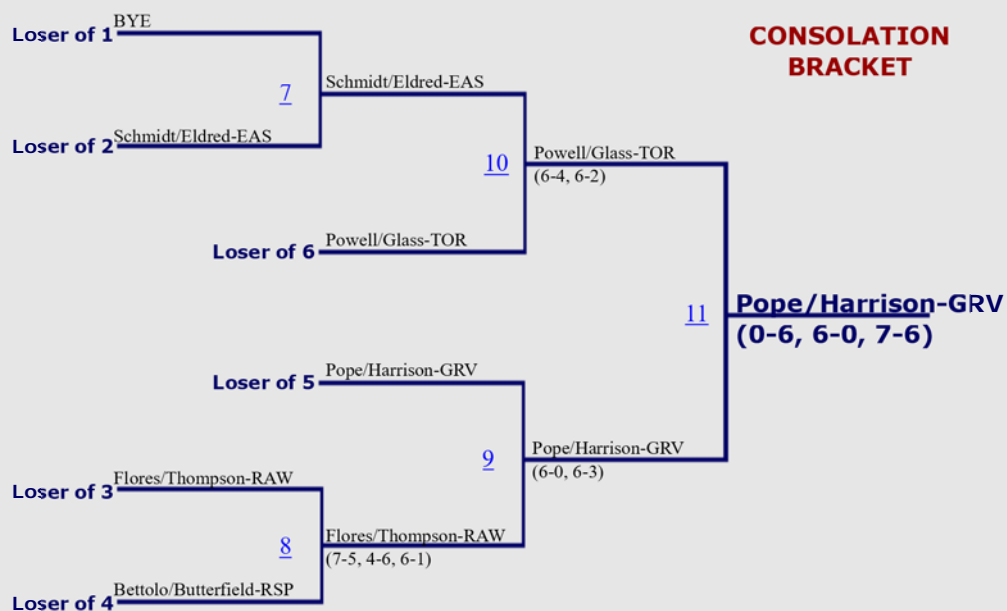 BYE
Loser of 1
CONSOLATION
BRACKET
7
Schmidt/Eldred-EAS
Schmidt/Eldred-EAS
Loser of 2
10
Powell/Glass-TOR
(6-4, 6-2)
Powell/Glass-TOR
Loser of 6
11
Pope/Harrison-GRV
(0-6, 6-0, 7-6)
Pope/Harrison-GRV
Loser of 5
9
Pope/Harrison-GRV
(6-0, 6-3)
Flores/Thompson-RAW
Loser of 3
8
Flores/Thompson-RAW
(7-5, 4-6, 6-1)
Bettolo/Butterfield-RSP
Loser of 4